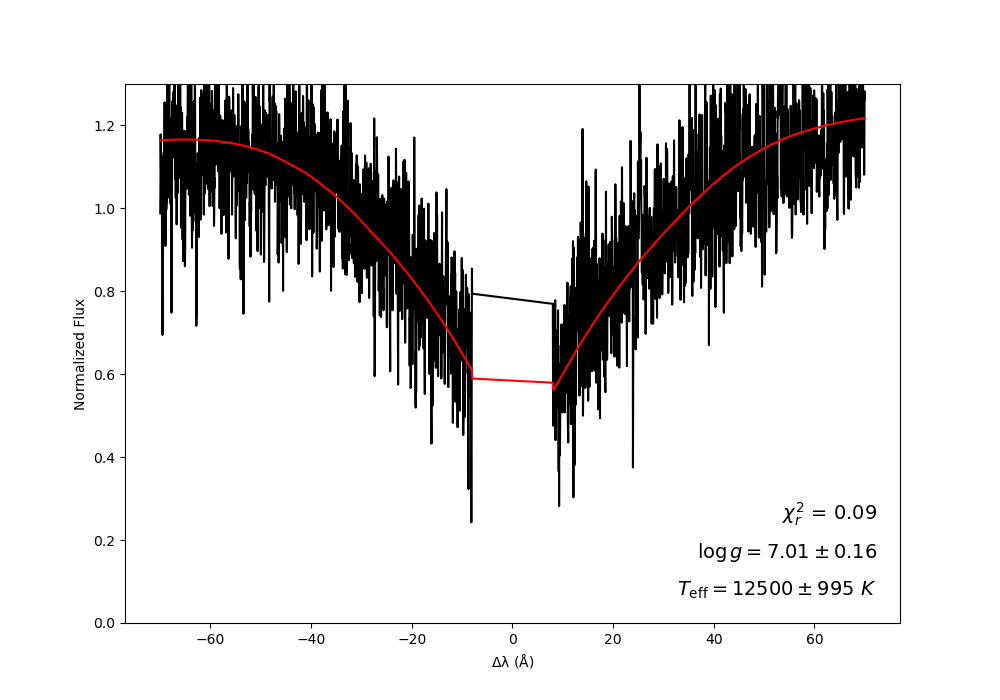 1.2
1.0
0.8
0.6
0.4
0.2
0.0
Normalized Flux
−60 −40 −20 0 20 40 60
Δλ (Å)
χ²ᵣ = 0.09
log g = 7.01 ± 0.16
T_eff = 12500 ± 995 K